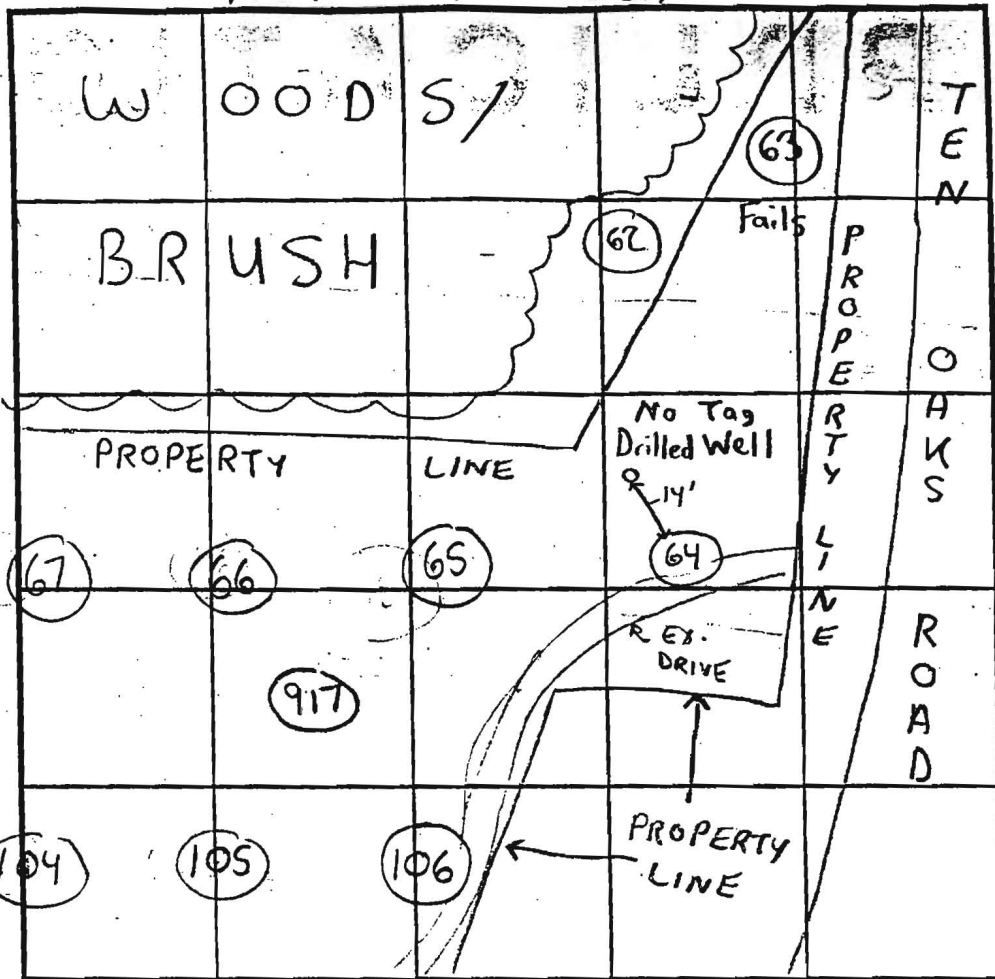 WOODS/
BRUSH
63
Fails
62
TEN OAKS ROAD
PROPERTY LINE
PROPERTY LINE
No Tag
Drilled Well
14'
64
65
66
67
EX.
DRIVE
917
PROPERTY
LINE
104
105
106